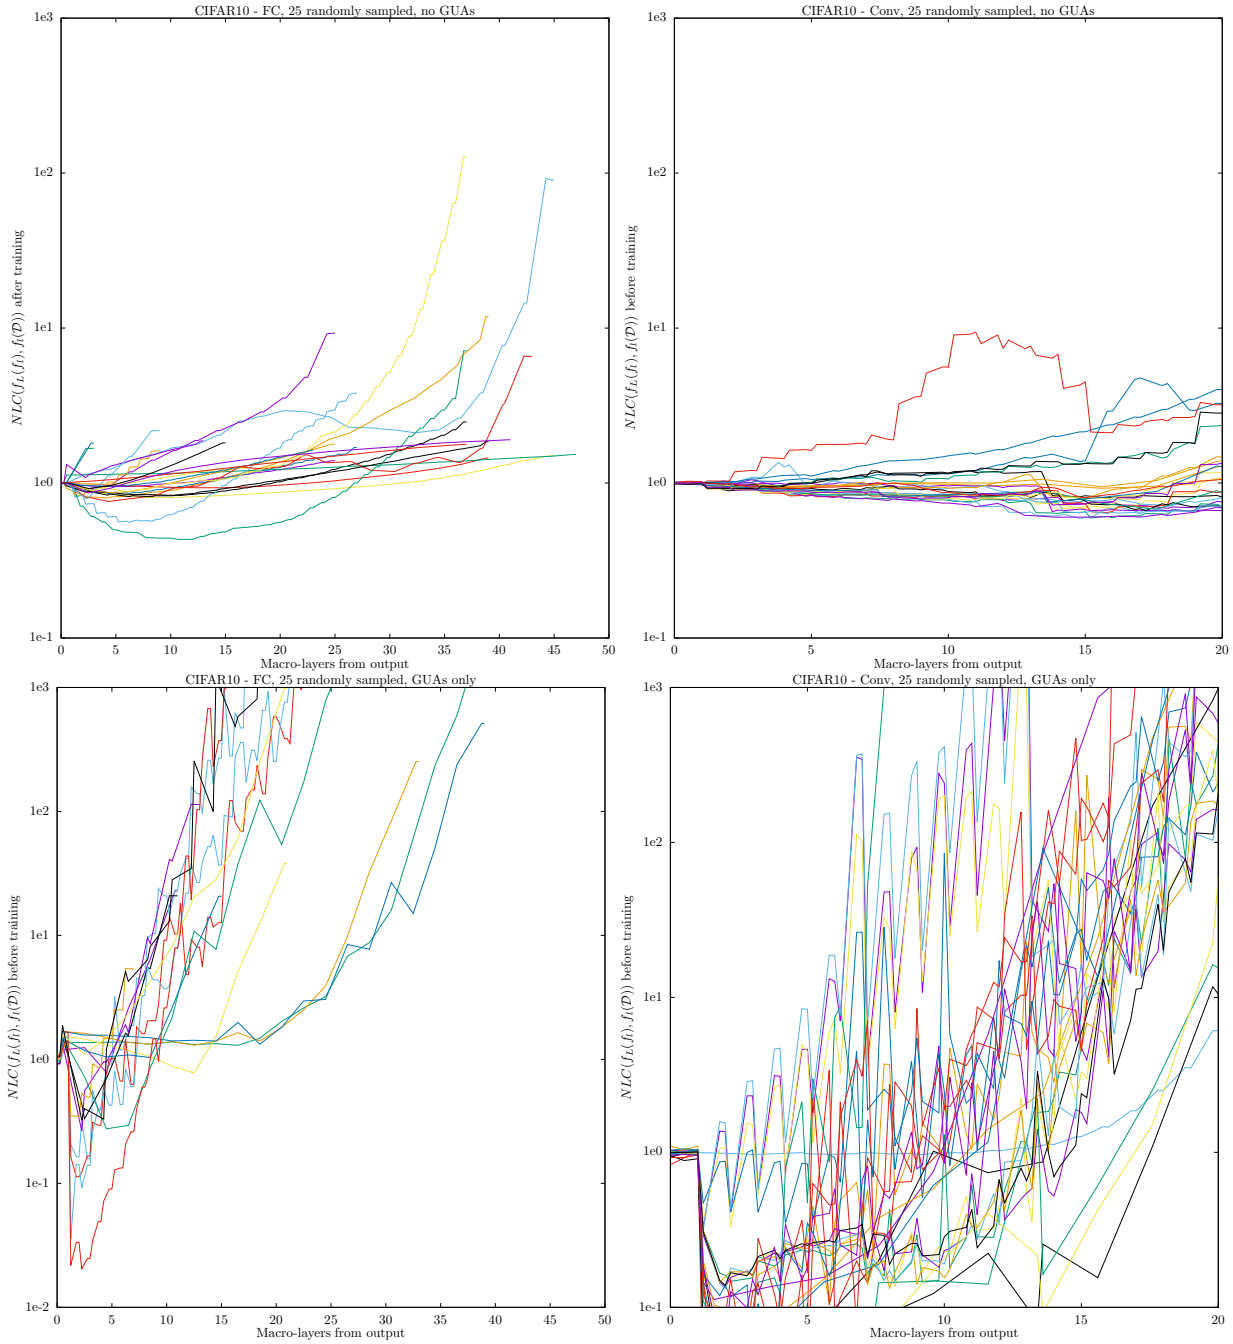 CIFAR10 - FC, 25 randomly sampled, no GUAs
1e3
1e2
1e1
1e0
1e-1
NLC(f_L(f_l), f_l(D)) after training
0 5 10 15 20 25 30 35 40 45 50
Macro-layers from output
CIFAR10 - Conv, 25 randomly sampled, no GUAs
1e3
1e2
1e1
1e0
1e-1
NLC(f_L(f_l), f_l(D)) before training
0 5 10 15 20
Macro-layers from output
CIFAR10 - FC, 25 randomly sampled, GUAs only
1e3
1e2
1e1
1e0
1e-1
1e-2
NLC(f_L(f_l), f_l(D)) before training
0 5 10 15 20 25 30 35 40 45 50
Macro-layers from output
CIFAR10 - Conv, 25 randomly sampled, GUAs only
1e3
1e2
1e1
1e0
1e-1
NLC(f_L(f_l), f_l(D)) before training
0 5 10 15 20
Macro-layers from output